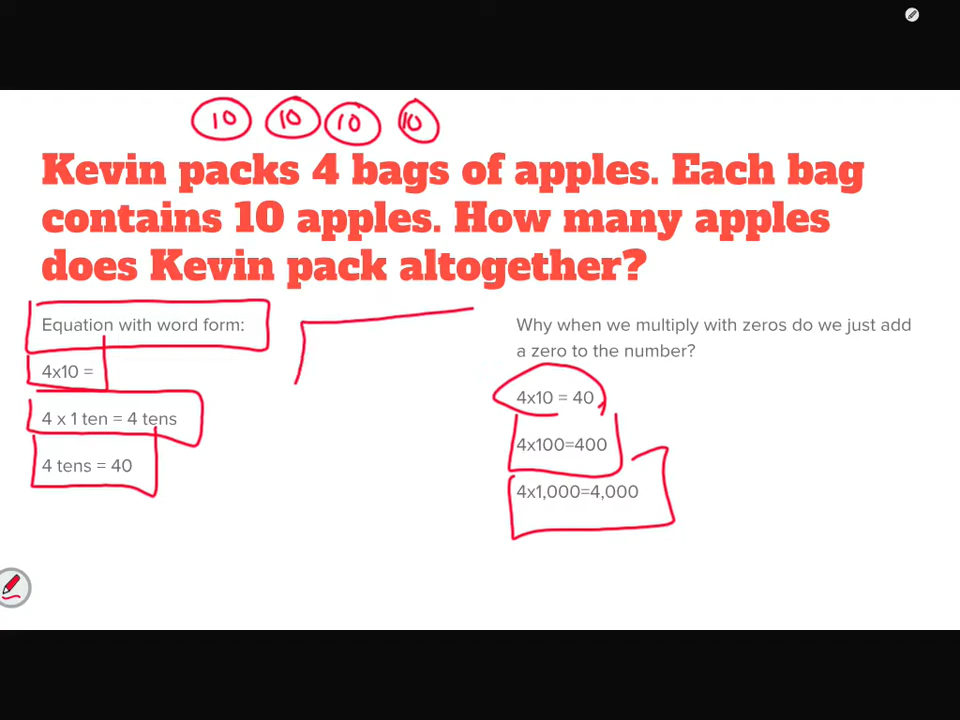 10 10 10 10
Kevin packs 4 bags of apples. Each bag
contains 10 apples. How many apples
does Kevin pack altogether?
Equation with word form:
4x10 =
4 x 1 ten = 4 tens
4 tens = 40
Why when we multiply with zeros do we just add
a zero to the number?
4x10 = 40
4x100=400
4x1,000=4,000